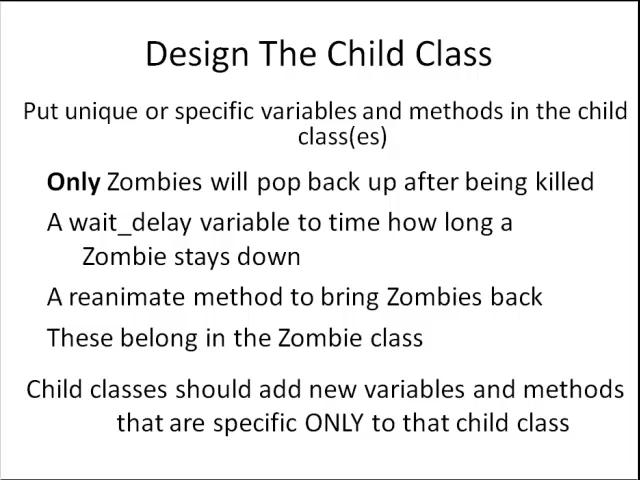 Design The Child Class
Put unique or specific variables and methods in the child
class(es)
Only Zombies will pop back up after being killed
A wait_delay variable to time how long a
Zombie stays down
A reanimate method to bring Zombies back
These belong in the Zombie class
Child classes should add new variables and methods
that are specific ONLY to that child class